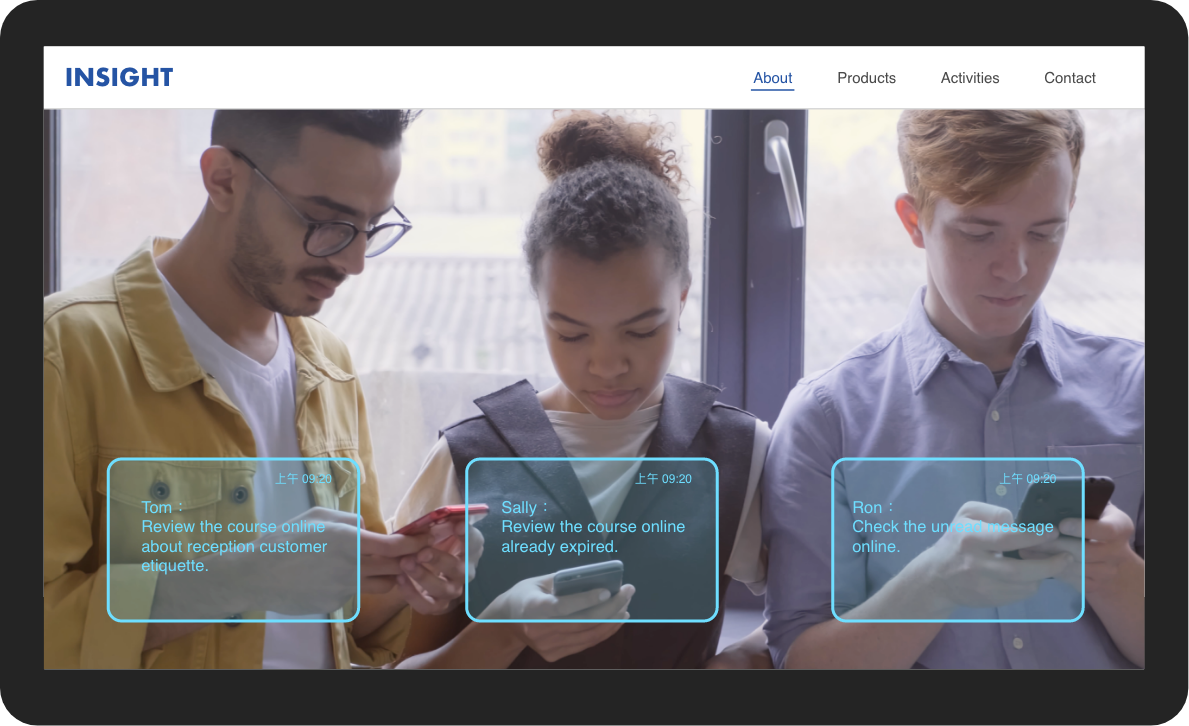 INSIGHT
About Products Activities Contact
上午 09:20
Tom：
Review the course online
about reception customer
etiquette.
上午 09:20
Sally：
Review the course online
already expired.
上午 09:20
Ron：
Check the unread message
online.